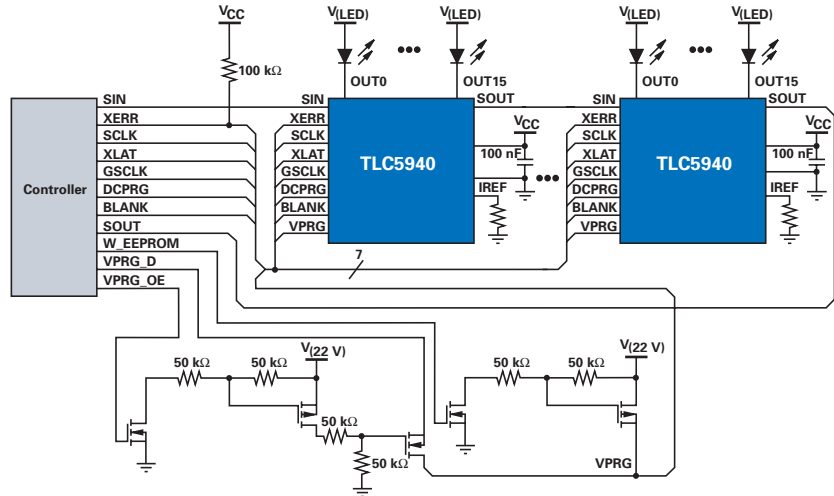 VCC
V(LED)
V(LED)
V(LED)
V(LED)
100 kΩ
OUT0
OUT15
OUT0
OUT15
SIN
SIN
SOUT
SIN
SOUT
XERR
XERR
VCC
XERR
VCC
SCLK
SCLK
SCLK
XLAT
XLAT
100 nF
XLAT
100 nF
Controller
TLC5940
TLC5940
GSCLK
GSCLK
GSCLK
DCPRG
DCPRG
IREF
DCPRG
IREF
BLANK
BLANK
BLANK
SOUT
VPRG
VPRG
W_EEPROM
VPRG_D
7
VPRG_OE
V(22 V)
V(22 V)
50 kΩ
50 kΩ
50 kΩ
50 kΩ
50 kΩ
50 kΩ
VPRG